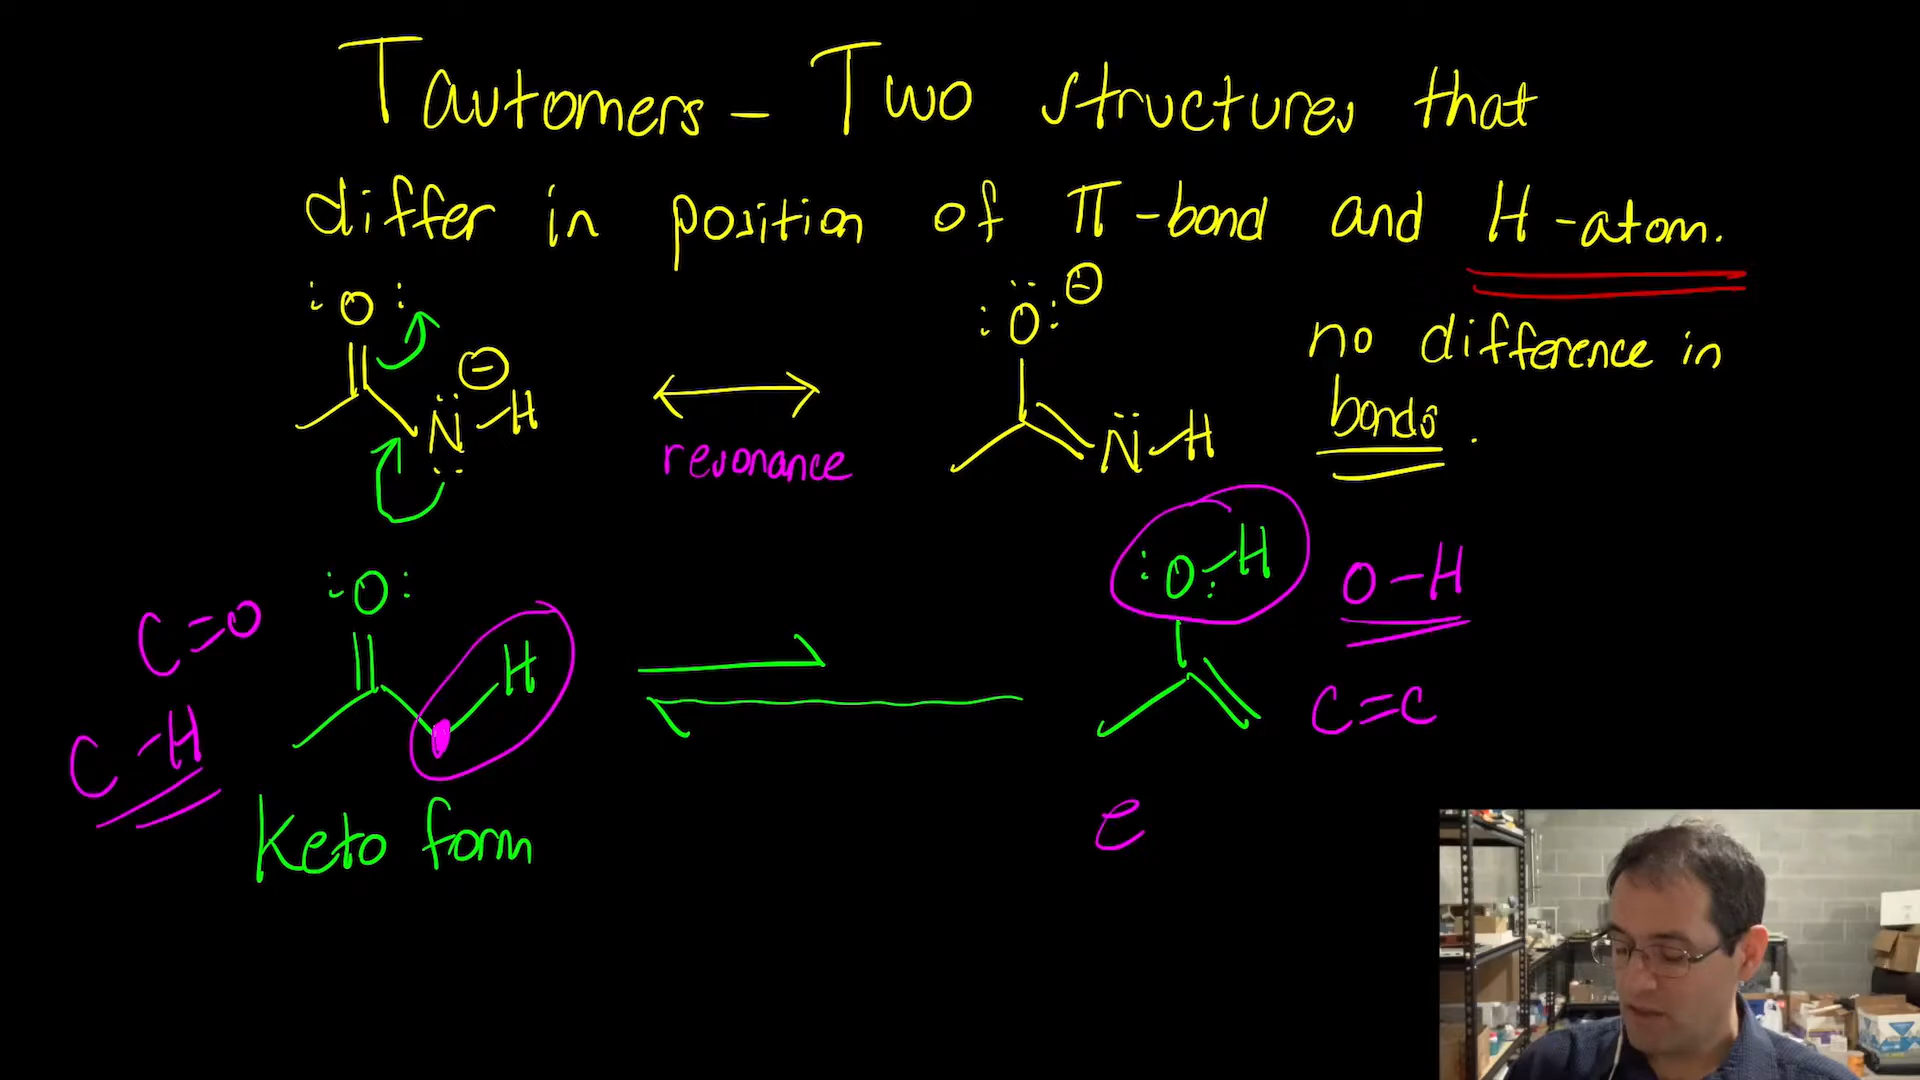 Tautomers - Two structures that
differ in position of π-bond and H-atom.
:O:
⊖
N-H
resonance
:O: ⊖
N-H
no difference in
bonds.
C=O
C-H
:O:
H
Keto form
:O-H
O-H
C=C
e